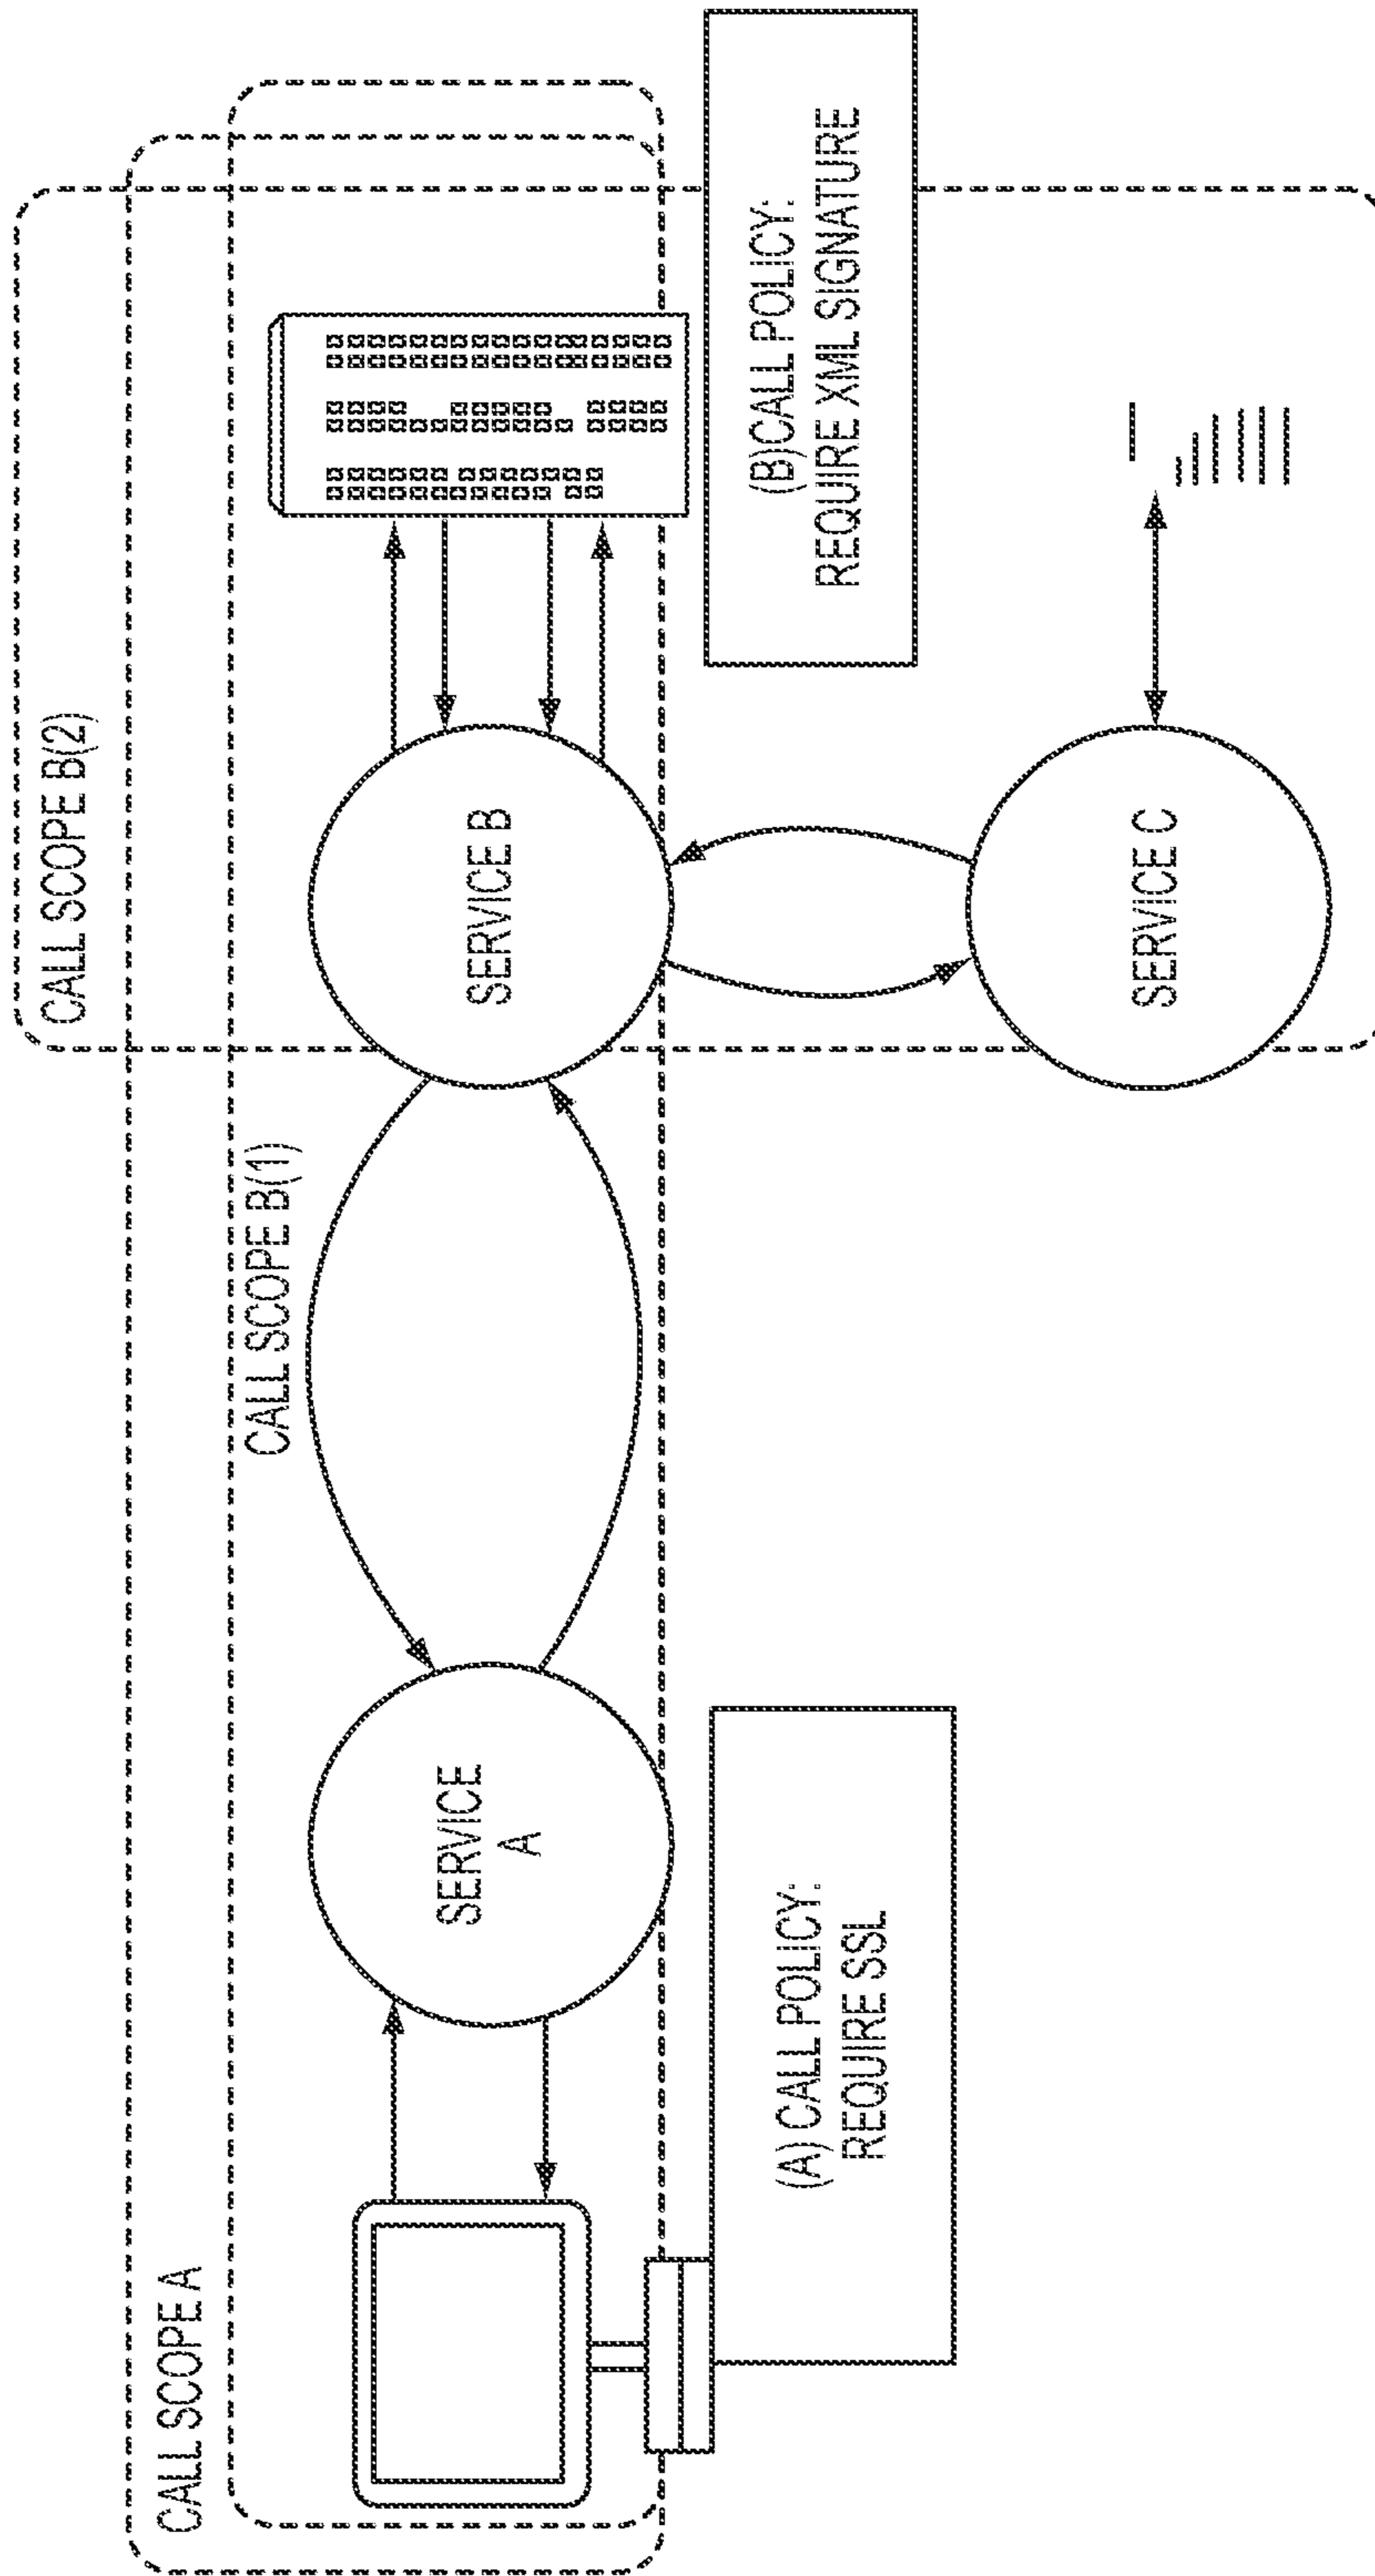 CALL SCOPE A
CALL SCOPE B(1)
CALL SCOPE B(2)
SERVICE
A
SERVICE B
(A) CALL POLICY:
REQUIRE SSL
(B)CALL POLICY:
REQUIRE XML SIGNATURE
SERVICE C